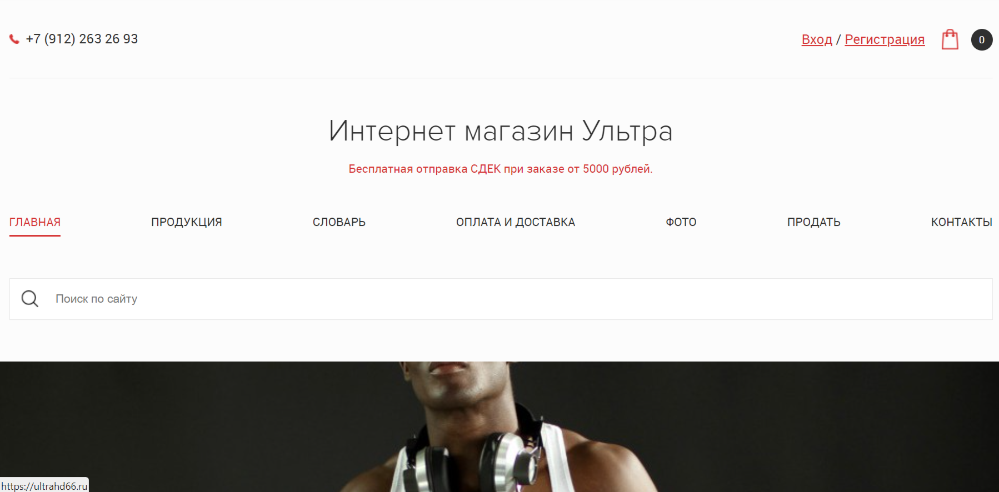 +7 (912) 263 26 93
Вход / Регистрация
0
Интернет магазин Ультра
Бесплатная отправка СДЕК при заказе от 5000 рублей.
ГЛАВНАЯ ПРОДУКЦИЯ СЛОВАРЬ ОПЛАТА И ДОСТАВКА ФОТО ПРОДАТЬ КОНТАКТЫ
Поиск по сайту
https://ultrahd66.ru